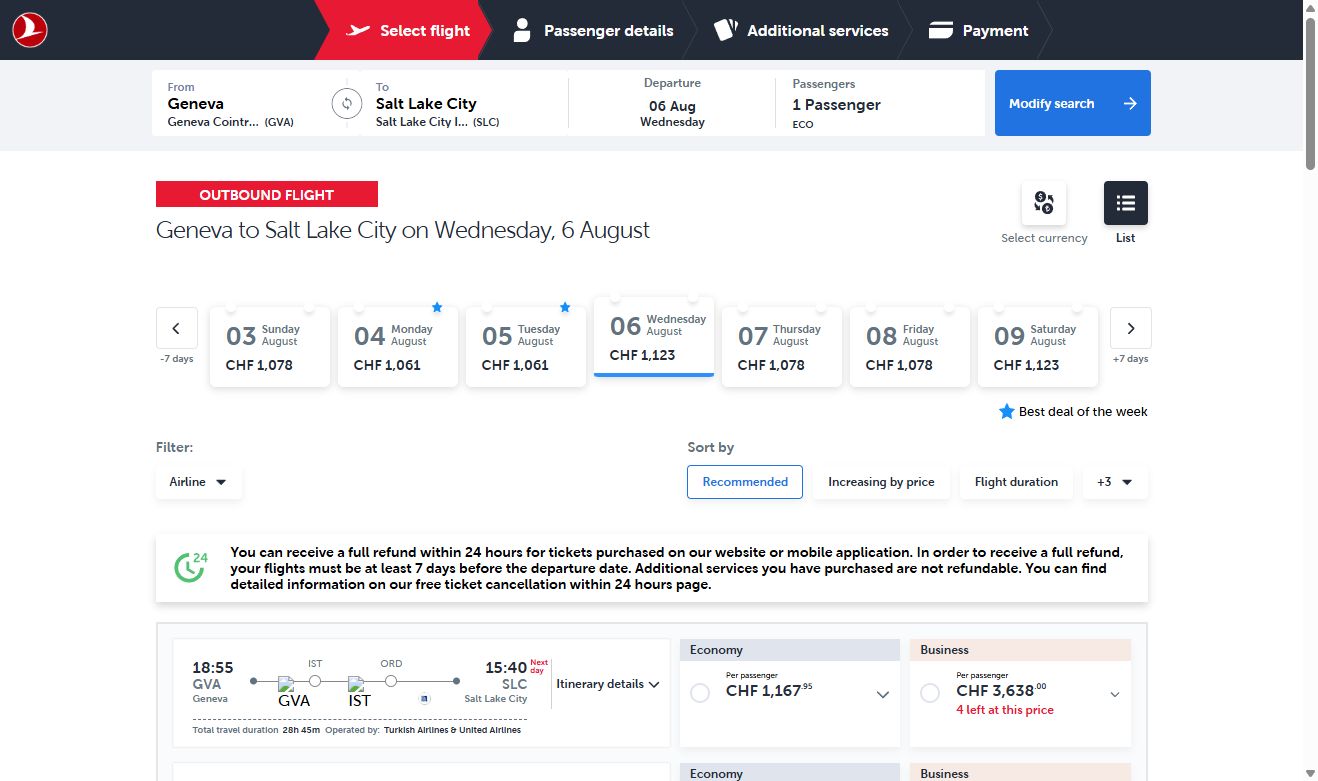 Select flight
Passenger details
Additional services
Payment
From
Geneva
Geneva Cointr... (GVA)
To
Salt Lake City
Salt Lake City I... (SLC)
Departure
06 Aug
Wednesday
Passengers
1 Passenger
ECO
Modify search
OUTBOUND FLIGHT
Geneva to Salt Lake City on Wednesday, 6 August
Select currency
List
-7 days
03 Sunday August
CHF 1,078
04 Monday August
CHF 1,061
05 Tuesday August
CHF 1,061
06 Wednesday August
CHF 1,123
07 Thursday August
CHF 1,078
08 Friday August
CHF 1,078
09 Saturday August
CHF 1,123
+7 days
Best deal of the week
Filter:
Airline
Sort by
Recommended
Increasing by price
Flight duration
+3
24
You can receive a full refund within 24 hours for tickets purchased on our website or mobile application. In order to receive a full refund,
your flights must be at least 7 days before the departure date. Additional services you have purchased are not refundable. You can find
detailed information on our free ticket cancellation within 24 hours page.
18:55
GVA
Geneva
IST
ORD
GVA
IST
15:40 Next day
SLC
Salt Lake City
Itinerary details
Total travel duration 28h 45m Operated by: Turkish Airlines & United Airlines
Economy
Per passenger
CHF 1,167.95
Business
Per passenger
CHF 3,638.00
4 left at this price
Economy
Business